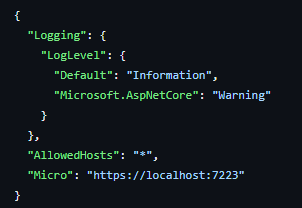 {
  "Logging": {
    "LogLevel": {
      "Default": "Information",
      "Microsoft.AspNetCore": "Warning"
    }
  },
  "AllowedHosts": "*",
  "Micro": "https://localhost:7223"
}